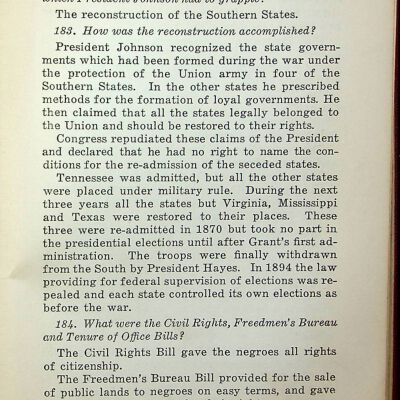 which President Johnson had to grapple?
The reconstruction of the Southern States.
183. How was the reconstruction accomplished?
President Johnson recognized the state govern-
ments which had been formed during the war under
the protection of the Union army in four of the
Southern States. In the other states he prescribed
methods for the formation of loyal governments. He
then claimed that all the states legally belonged to
the Union and should be restored to their rights.
Congress repudiated these claims of the President
and declared that he had no right to name the con-
ditions for the re-admission of the seceded states.
Tennessee was admitted, but all the other states
were placed under military rule. During the next
three years all the states but Virginia, Mississippi
and Texas were restored to their places. These
three were re-admitted in 1870 but took no part in
the presidential elections until after Grant's first ad-
ministration. The troops were finally withdrawn
from the South by President Hayes. In 1894 the law
providing for federal supervision of elections was re-
pealed and each state controlled its own elections as
before the war.
184. What were the Civil Rights, Freedmen's Bureau
and Tenure of Office Bills?
The Civil Rights Bill gave the negroes all rights
of citizenship.
The Freedmen's Bureau Bill provided for the sale
of public lands to negroes on easy terms, and gave